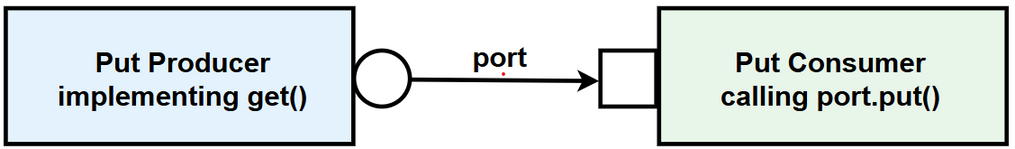 Put Producer
implementing get()
port
Put Consumer
calling port.put()